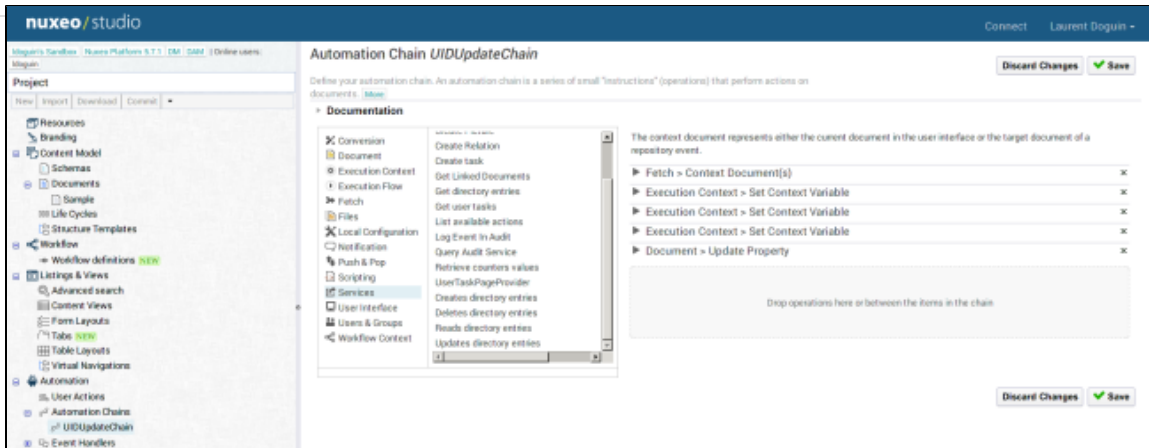 nuxeo/studio
Connect Laurent Doguin
ldoguin's Sandbox Nuxeo Platform 5.7.1 DM DAM | Online users:
ldoguin
Project
New Import Download Commit
Resources
Branding
Content Model
Schemas
Documents
Sample
Life Cycles
Structure Templates
Workflow
Workflow definitions NEW
Listings & Views
Advanced search
Content Views
Form Layouts
Tabs NEW
Table Layouts
Virtual Navigations
Automation
User Actions
Automation Chains
UIDUpdateChain
Event Handlers
Automation Chain UIDUpdateChain
Discard Changes Save
Define your automation chain. An automation chain is a series of small "instructions" (operations) that perform actions on
documents. More
Documentation
Conversion
Document
Execution Context
Execution Flow
Fetch
Files
Local Configuration
Notification
Push & Pop
Scripting
Services
User Interface
Users & Groups
Workflow Context
Create Relation
Create task
Get Linked Documents
Get directory entries
Get user tasks
List available actions
Log Event In Audit
Query Audit Service
Retrieve counters values
UserTaskPageProvider
Creates directory entries
Deletes directory entries
Reads directory entries
Updates directory entries
The context document represents either the current document in the user interface or the target document of a
repository event.
Fetch > Context Document(s)
Execution Context > Set Context Variable
Execution Context > Set Context Variable
Execution Context > Set Context Variable
Document > Update Property
Drop operations here or between the items in the chain
Discard Changes Save